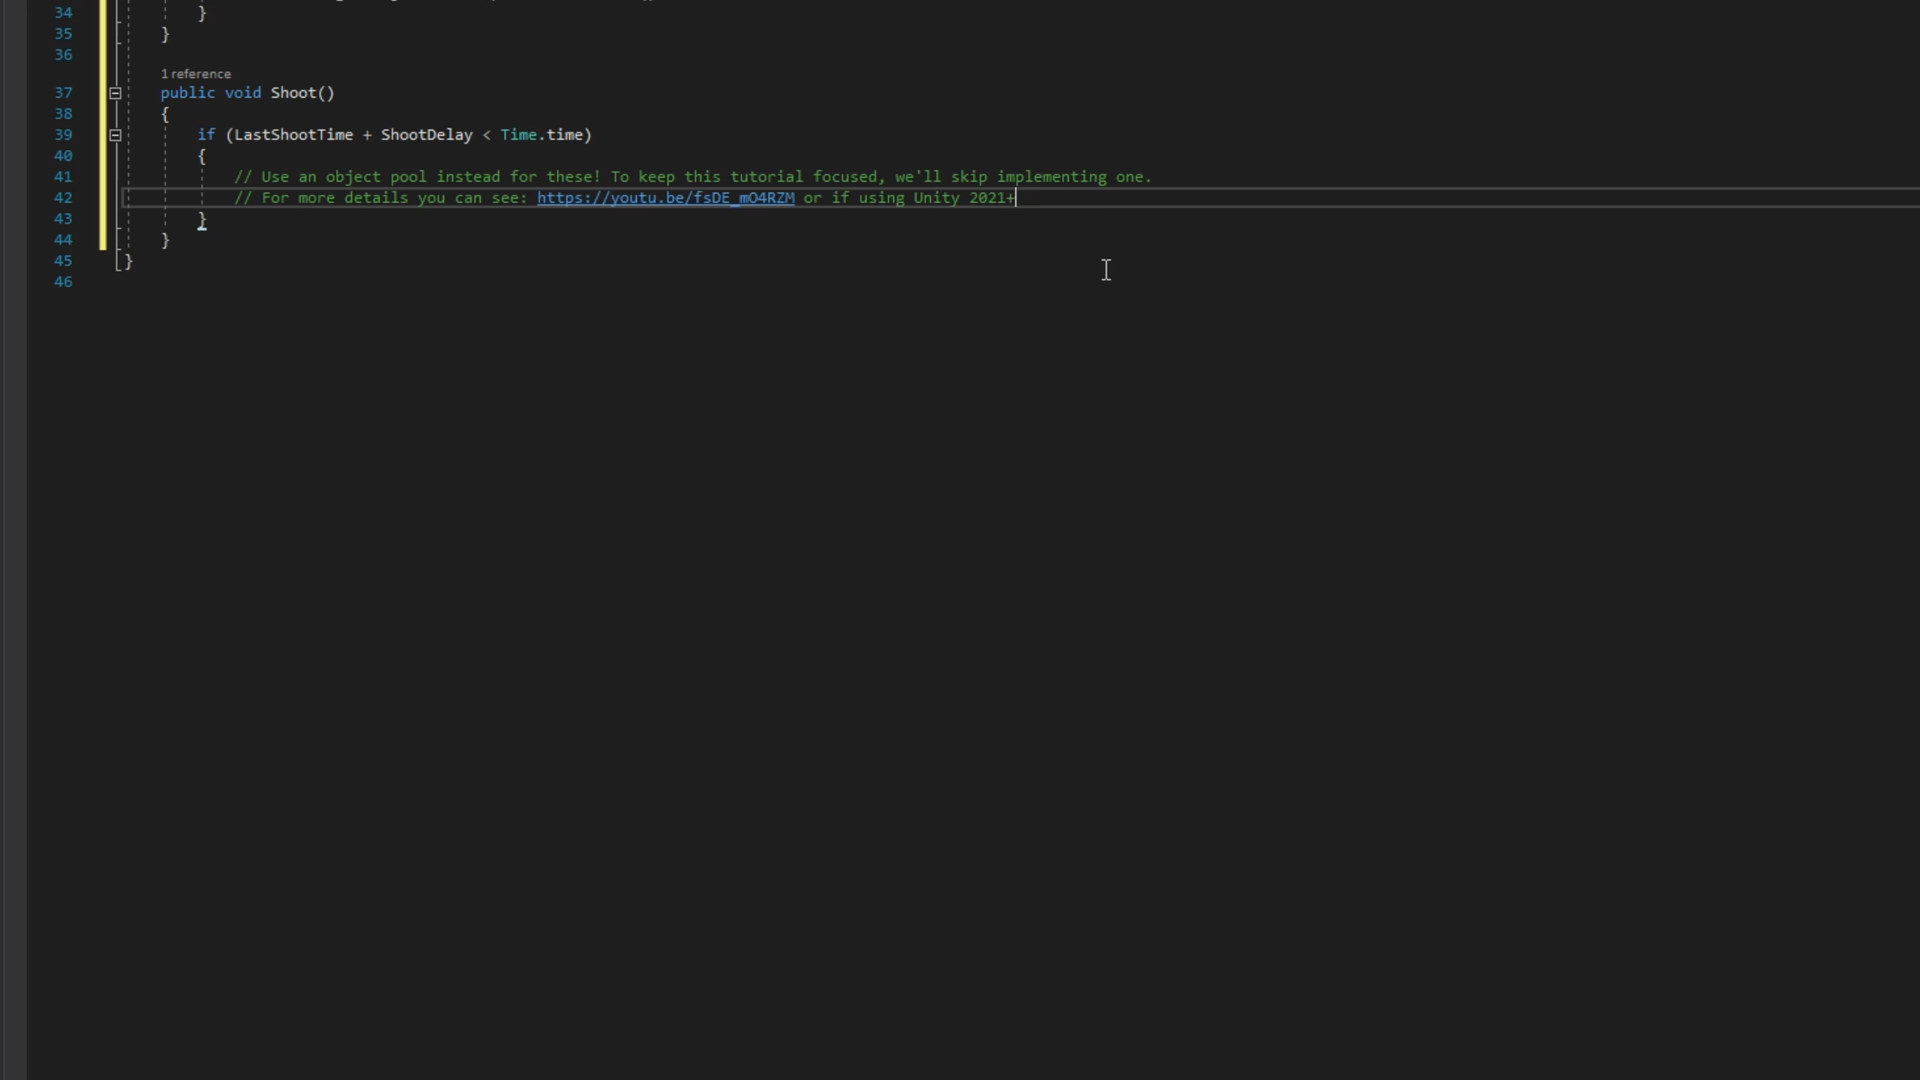 34 }
35 }
36
1 reference
37 public void Shoot()
38 {
39 if (LastShootTime + ShootDelay < Time.time)
40 {
41 // Use an object pool instead for these! To keep this tutorial focused, we'll skip implementing one.
42 // For more details you can see: https://youtu.be/fsDE_mO4RZM or if using Unity 2021+
43 }
44 }
45 }
46